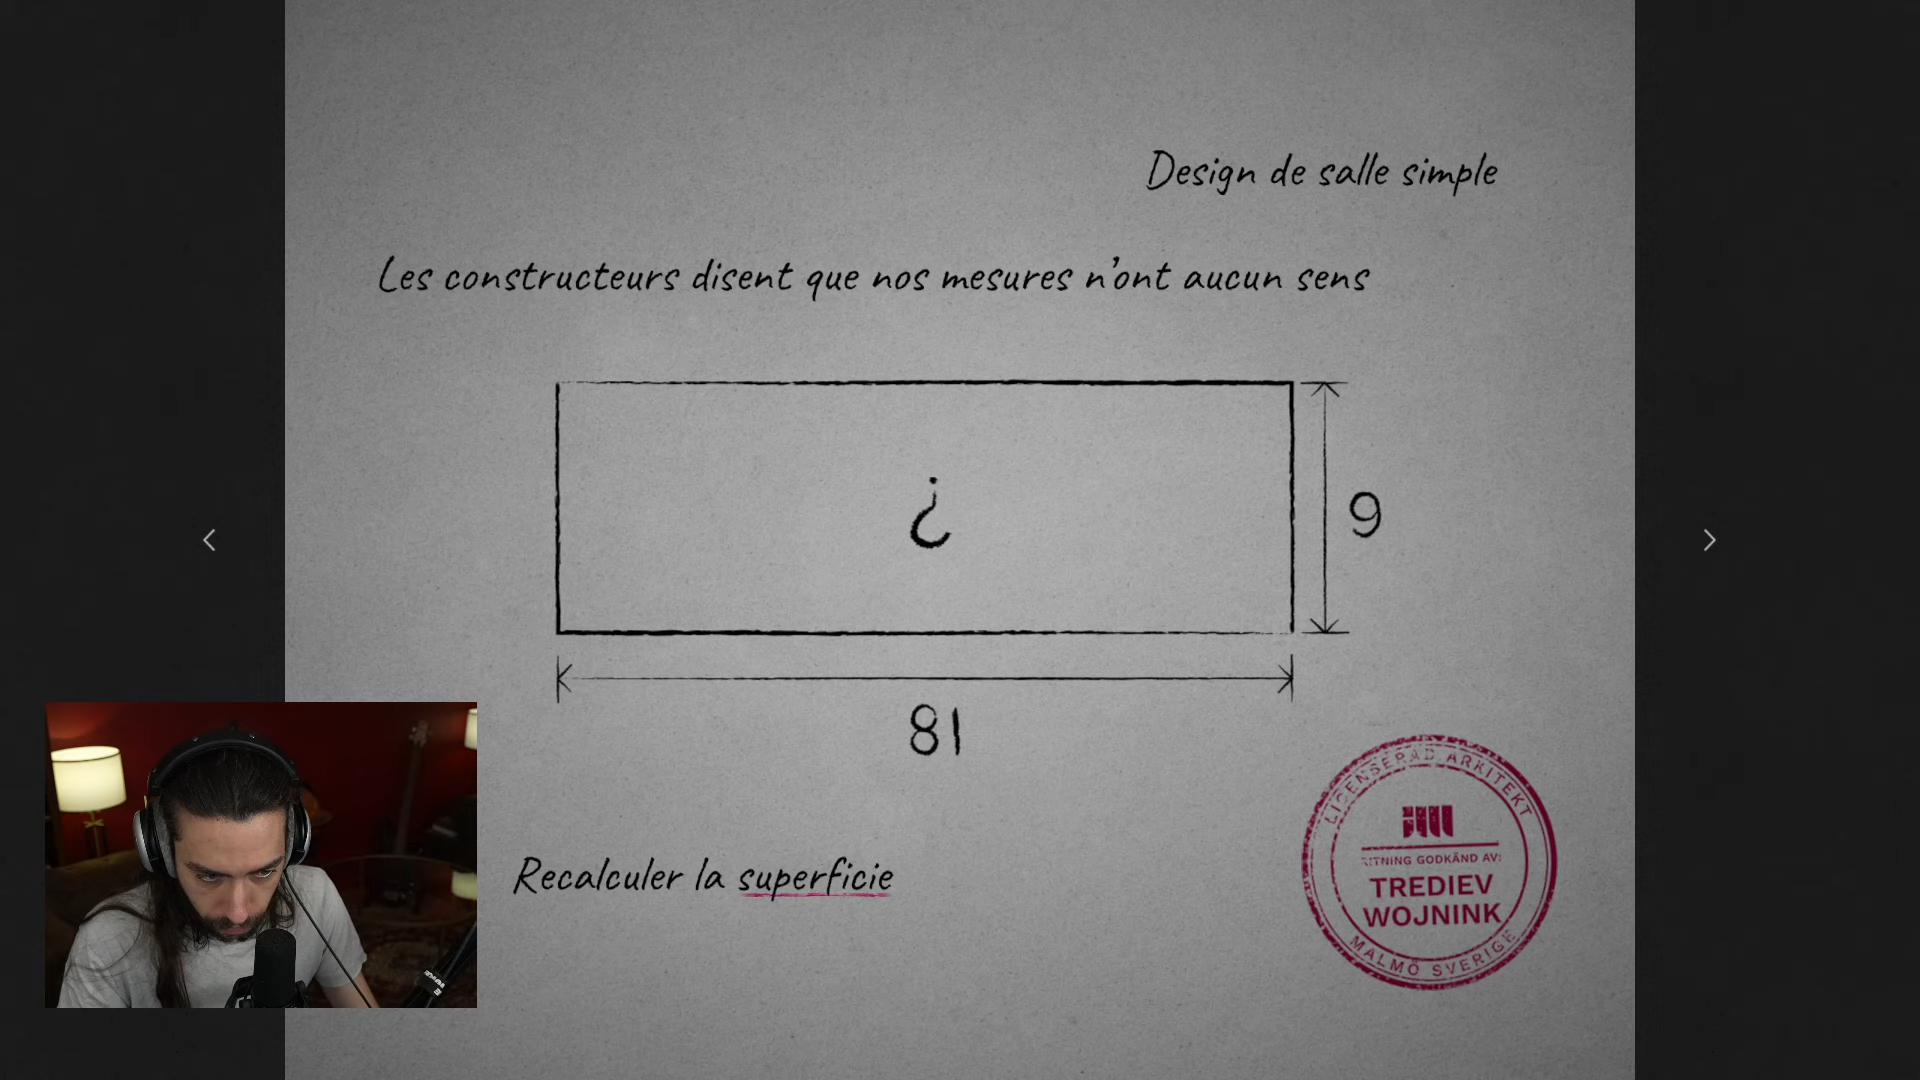 Design de salle simple
Les constructeurs disent que nos mesures n'ont aucun sens
¿
9
81
Recalculer la superficie
LICENSERAD ARKITEKT
RITNING GODKÄND AV:
TREDIEV
WOJNINK
MALMÖ SVERIGE